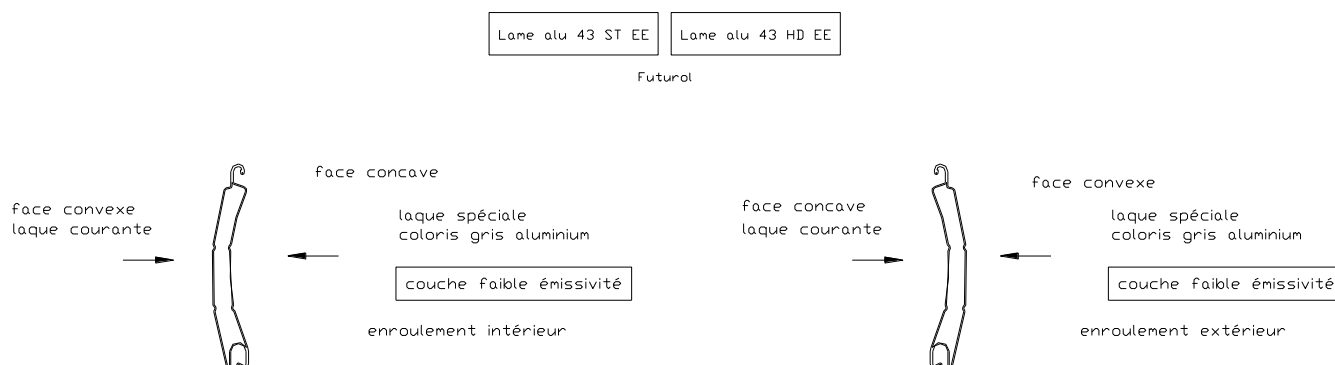 Lame alu 43 ST EE
Lame alu 43 HD EE
Futurol
face concave
face convexe
laque courante
laque spéciale
coloris gris aluminium
couche faible émissivité
enroulement intérieur
face convexe
face concave
laque courante
laque spéciale
coloris gris aluminium
couche faible émissivité
enroulement extérieur